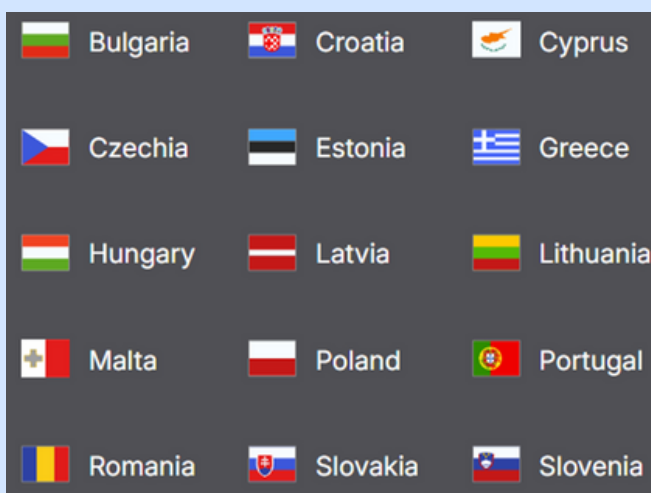 Bulgaria Croatia Cyprus
Czechia Estonia Greece
Hungary Latvia Lithuania
Malta Poland Portugal
Romania Slovakia Slovenia